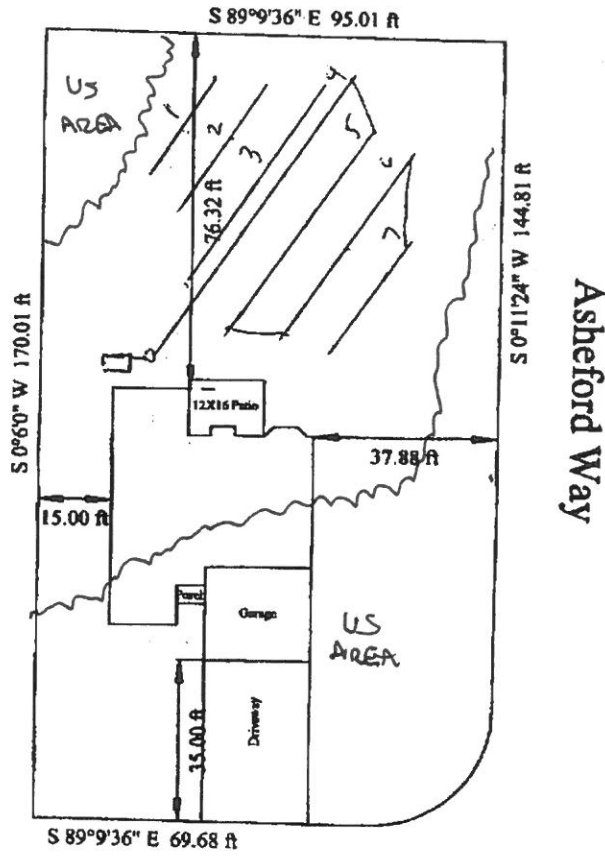 S 89°9'36" E 95.01 ft
US
AREA
1
2
3
4
5
6
7
76.32 ft
S 0°6'0" W 170.01 ft
S 0°11'24" W 144.81 ft
Asheford Way
12X16 Patio
37.88 ft
15.00 ft
Porch
Garage
US
AREA
35.00 ft
Driveway
S 89°9'36" E 69.68 ft